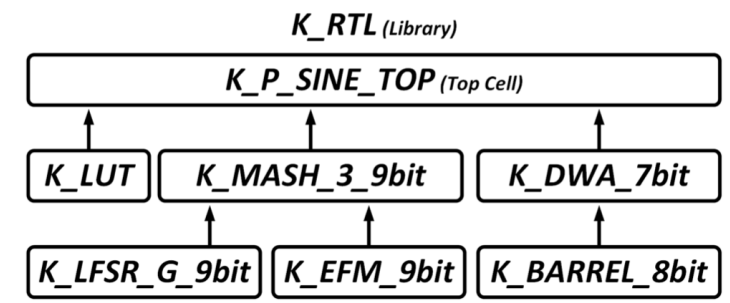 K_RTL (Library)
K_P_SINE_TOP (Top Cell)
K_LUT K_MASH_3_9bit K_DWA_7bit
K_LFSR_G_9bit K_EFM_9bit K_BARREL_8bit